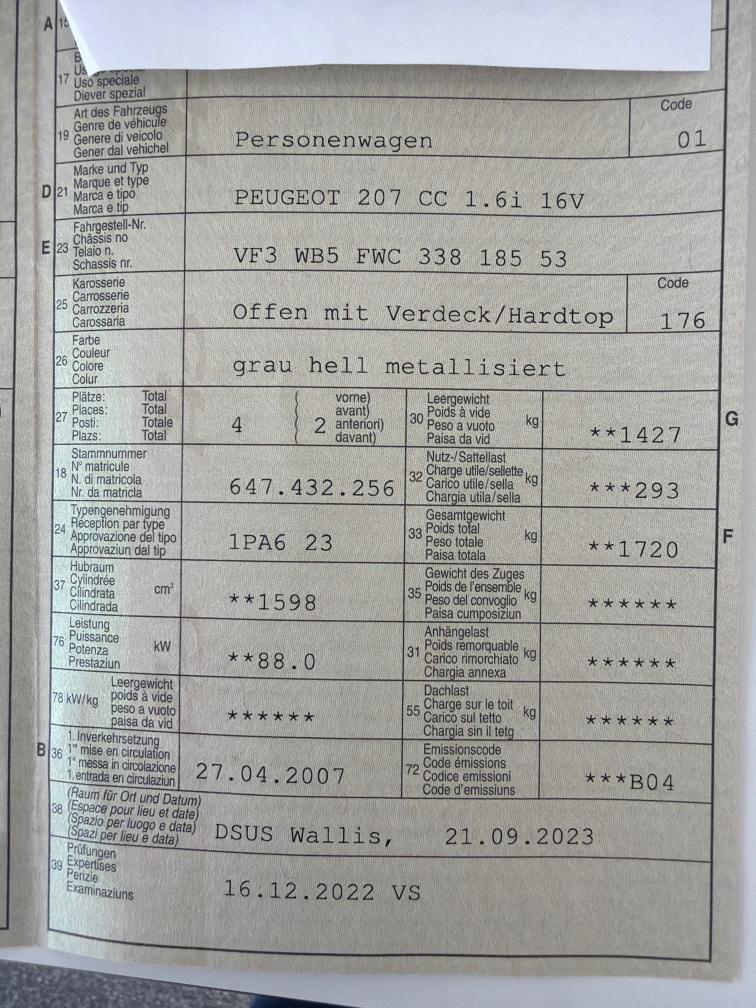 A
17 Uso speciale
Diever spezial
Art des Fahrzeugs
Genre de véhicule
19 Genere di veicolo
Gener dal vehichel
Personenwagen
Code
01
D 21 Marke und Typ
Marque et type
Marca e tipo
Marca e tip
PEUGEOT 207 CC 1.6i 16V
E 23 Fahrgestell-Nr.
Châssis no
Telaio n.
Schassis nr.
VF3 WB5 FWC 338 185 53
25 Karosserie
Carrosserie
Carrozzeria
Carossaria
Offen mit Verdeck/Hardtop
Code
176
26 Farbe
Couleur
Colore
Colur
grau hell metallisiert
27 Plätze: Total
Places: Total
Posti: Totale
Plazs: Total
4
2
vorne)
avant)
anteriori)
davant)
30 Leergewicht
Poids à vide
Peso a vuoto
Paisa da vid
kg
**1427
G
18 Stammnummer
N° matricule
N. di matricola
Nr. da matricla
647.432.256
32 Nutz-/Sattellast
Charge utile/sellette
Carico utile/sella
Chargia utila/sella
kg
***293
24 Typengenehmigung
Réception par type
Approvazione del tipo
Approvaziun dal tip
1PA6 23
33 Gesamtgewicht
Poids total
Peso totale
Paisa totala
kg
**1720
F
37 Hubraum
Cylindrée
Cilindrata
Cilindrada
cm³
**1598
35 Gewicht des Zuges
Poids de l'ensemble
Peso del convoglio
Paisa cumposiziun
kg
******
76 Leistung
Puissance
Potenza
Prestaziun
kW
**88.0
31 Anhängelast
Poids remorquable
Carico rimorchiato
Chargia annexa
kg
******
78 kW/kg
Leergewicht
poids à vide
peso a vuoto
paisa da vid
******
55 Dachlast
Charge sur le toit
Carico sul tetto
Chargia sin il tetg
kg
******
B 36 1. Inverkehrsetzung
1re mise en circulation
1a messa in circolazione
1. entrada en circulaziun
27.04.2007
72 Emissionscode
Code émissions
Codice emissioni
Code d'emissiuns
***B04
38 (Raum für Ort und Datum)
(Espace pour lieu et date)
(Spazio per luogo e data)
(Spazi per lieu e data)
DSUS Wallis, 21.09.2023
39 Prüfungen
Expertises
Perizie
Examinaziuns
16.12.2022 VS